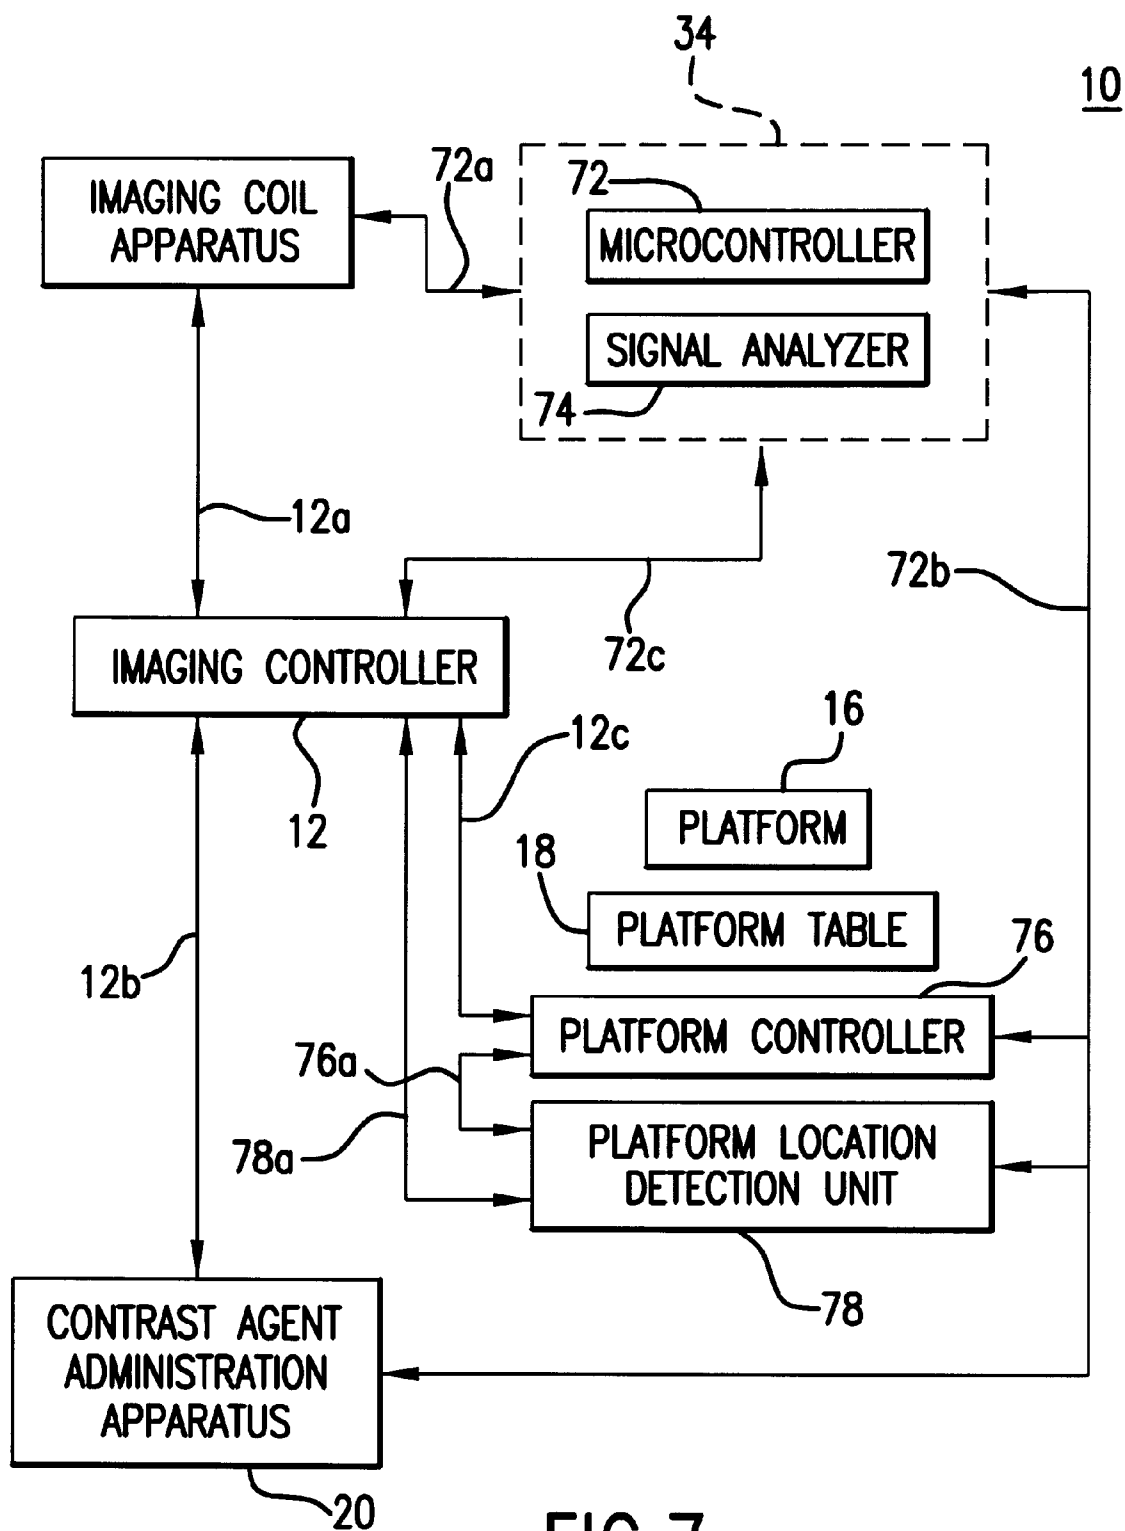 34
10
72a
72
IMAGING COIL
APPARATUS
MICROCONTROLLER
SIGNAL ANALYZER
74
12a
72b
72c
IMAGING CONTROLLER
12c
16
12
PLATFORM
18
PLATFORM TABLE
76
12b
PLATFORM CONTROLLER
76a
78a
PLATFORM LOCATION
DETECTION UNIT
78
CONTRAST AGENT
ADMINISTRATION
APPARATUS
20
FIG.7